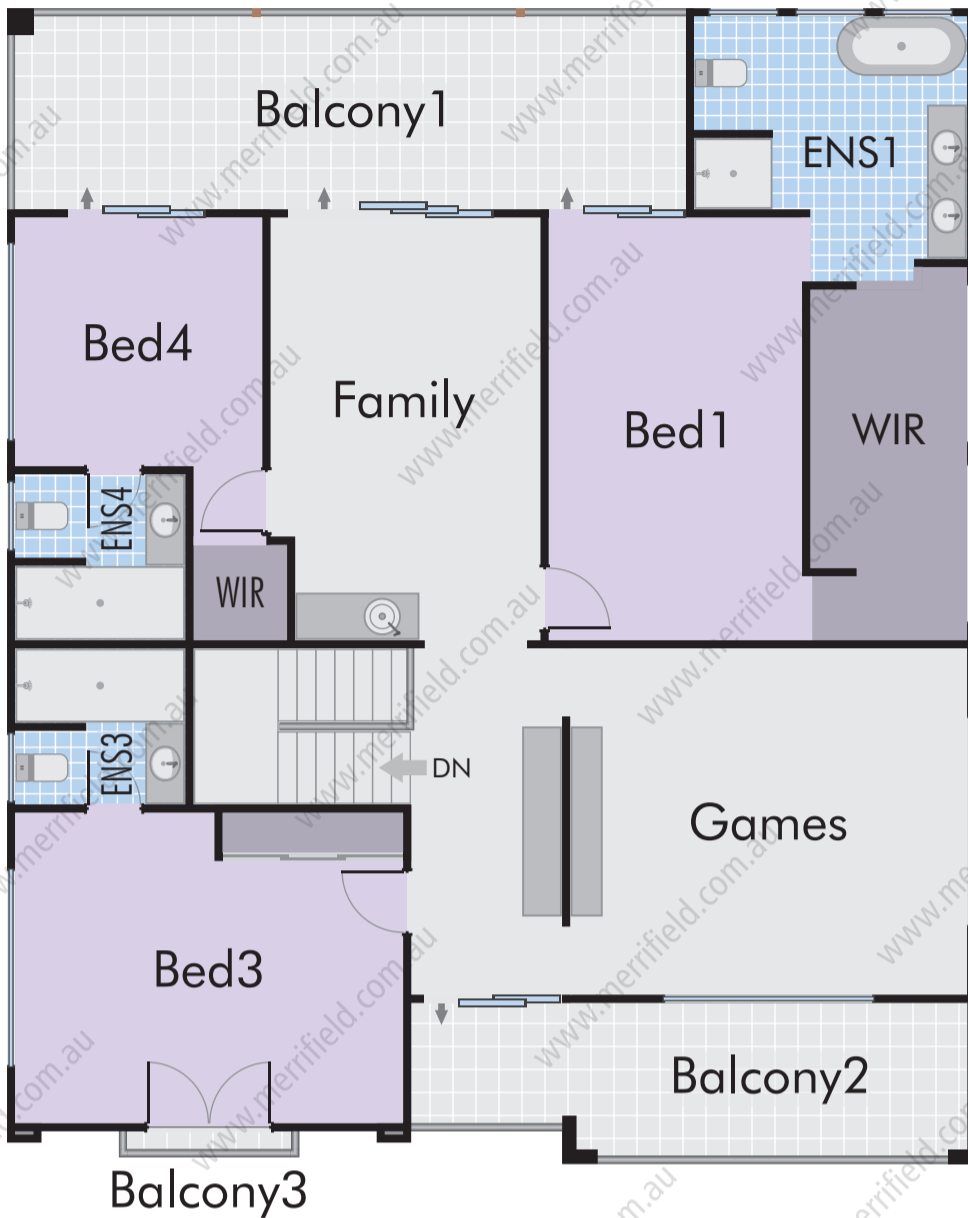 Balcony1
ENS1
Bed4
Family
Bed1
WIR
ENS4
WIR
ENS3
DN
Games
Bed3
Balcony2
Balcony3
www.merrifield.com.au